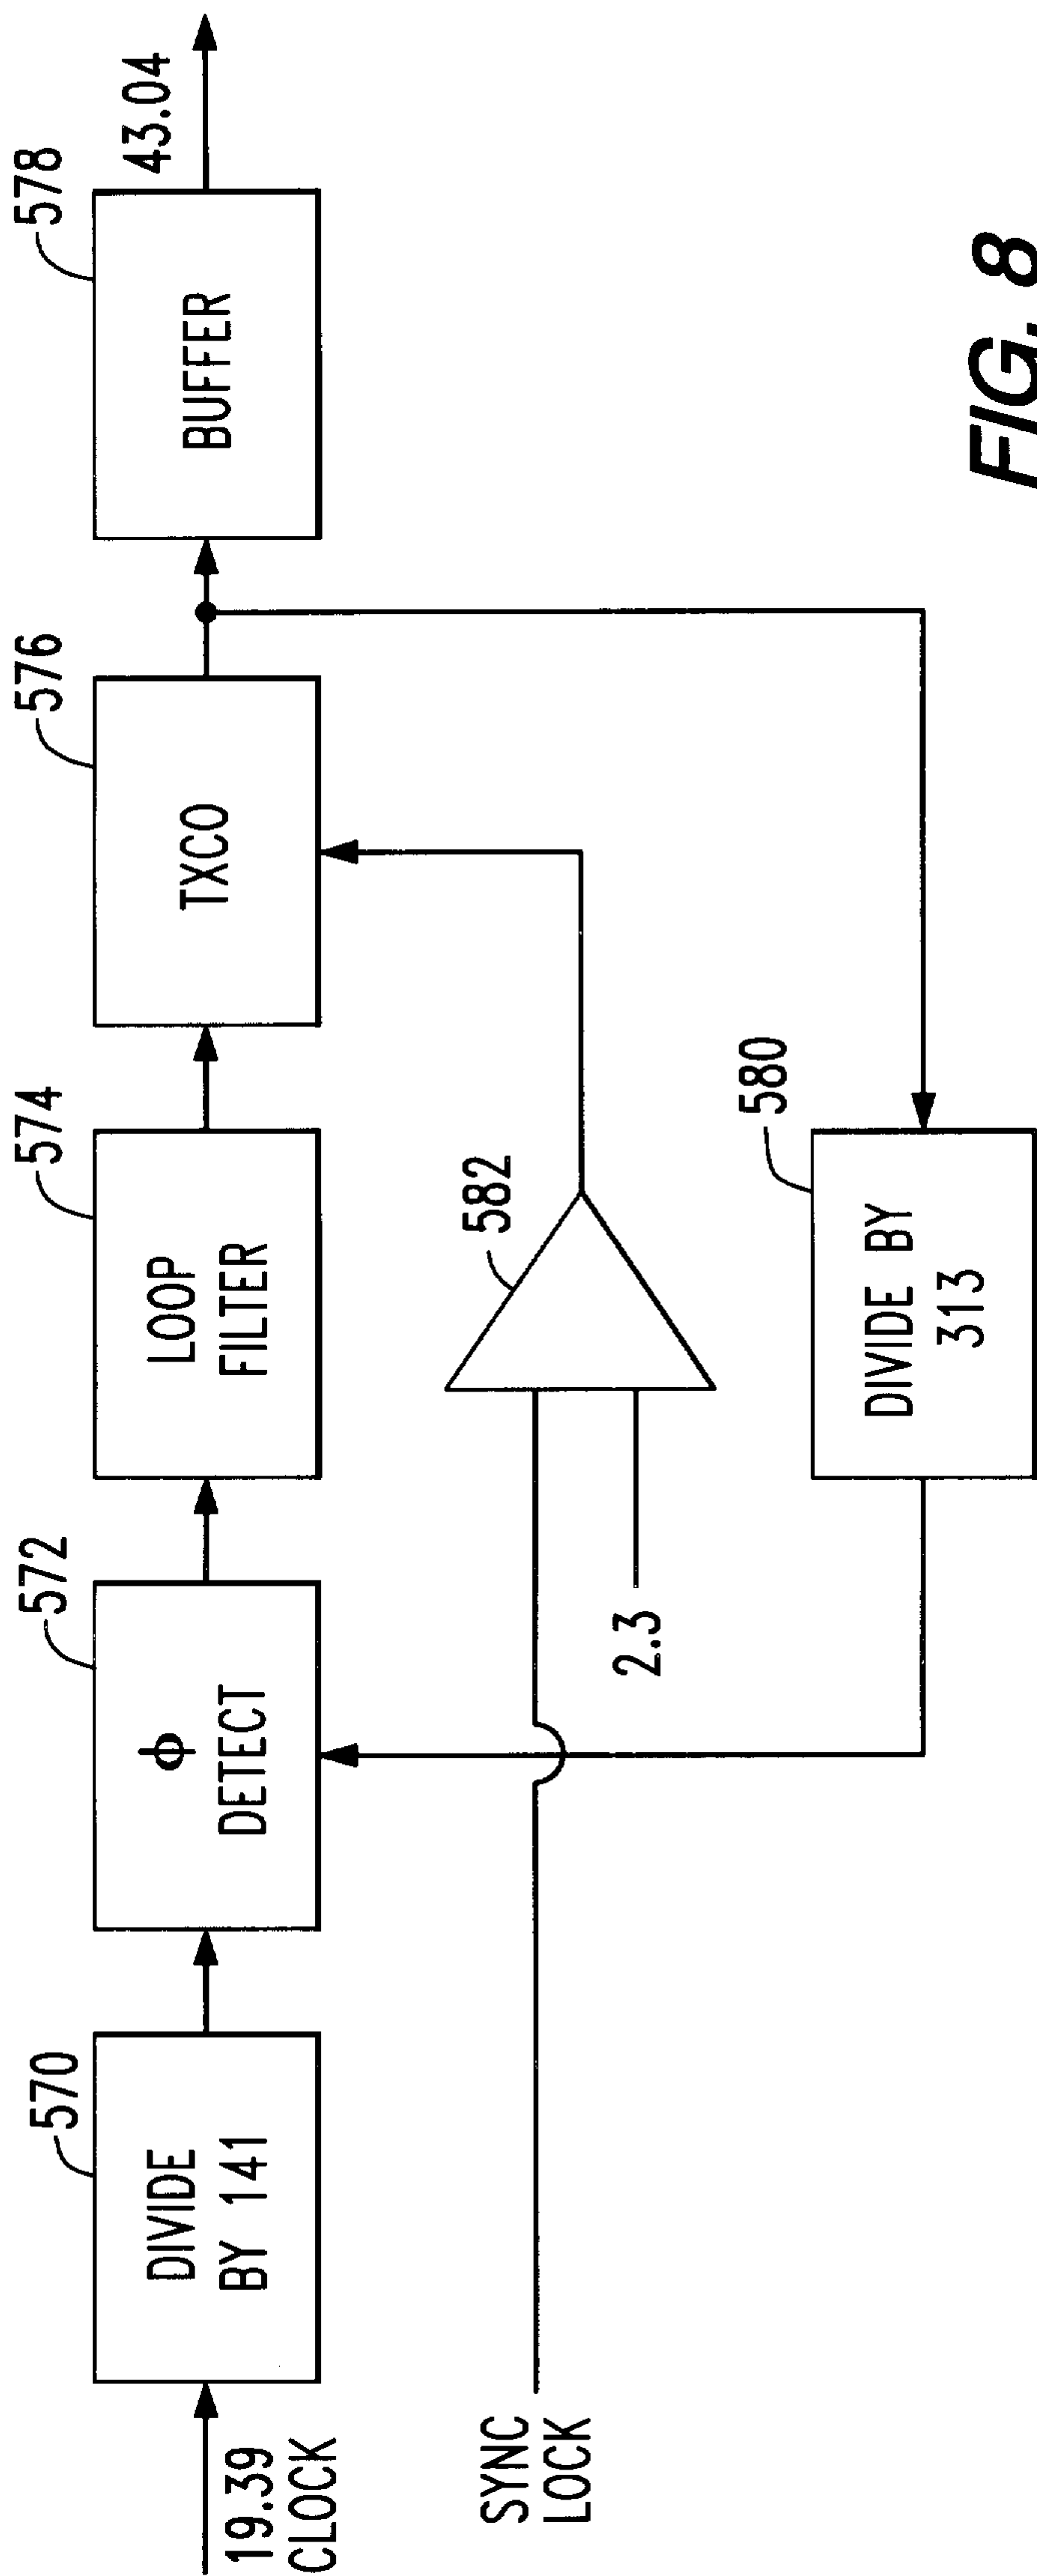 19.39
CLOCK
570
DIVIDE
BY 141
572
Φ
DETECT
574
LOOP
FILTER
576
TXCO
578
BUFFER
43.04
SYNC
LOCK
2.3
582
580
DIVIDE BY
313
FIG. 8